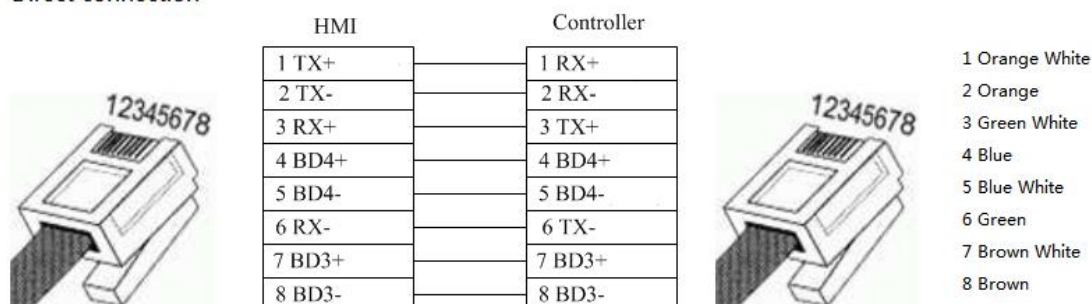 HMI
Controller
1 TX+
1 RX+
2 TX-
2 RX-
3 RX+
3 TX+
4 BD4+
4 BD4+
5 BD4-
5 BD4-
6 RX-
6 TX-
7 BD3+
7 BD3+
8 BD3-
8 BD3-
12345678
12345678
1 Orange White
2 Orange
3 Green White
4 Blue
5 Blue White
6 Green
7 Brown White
8 Brown